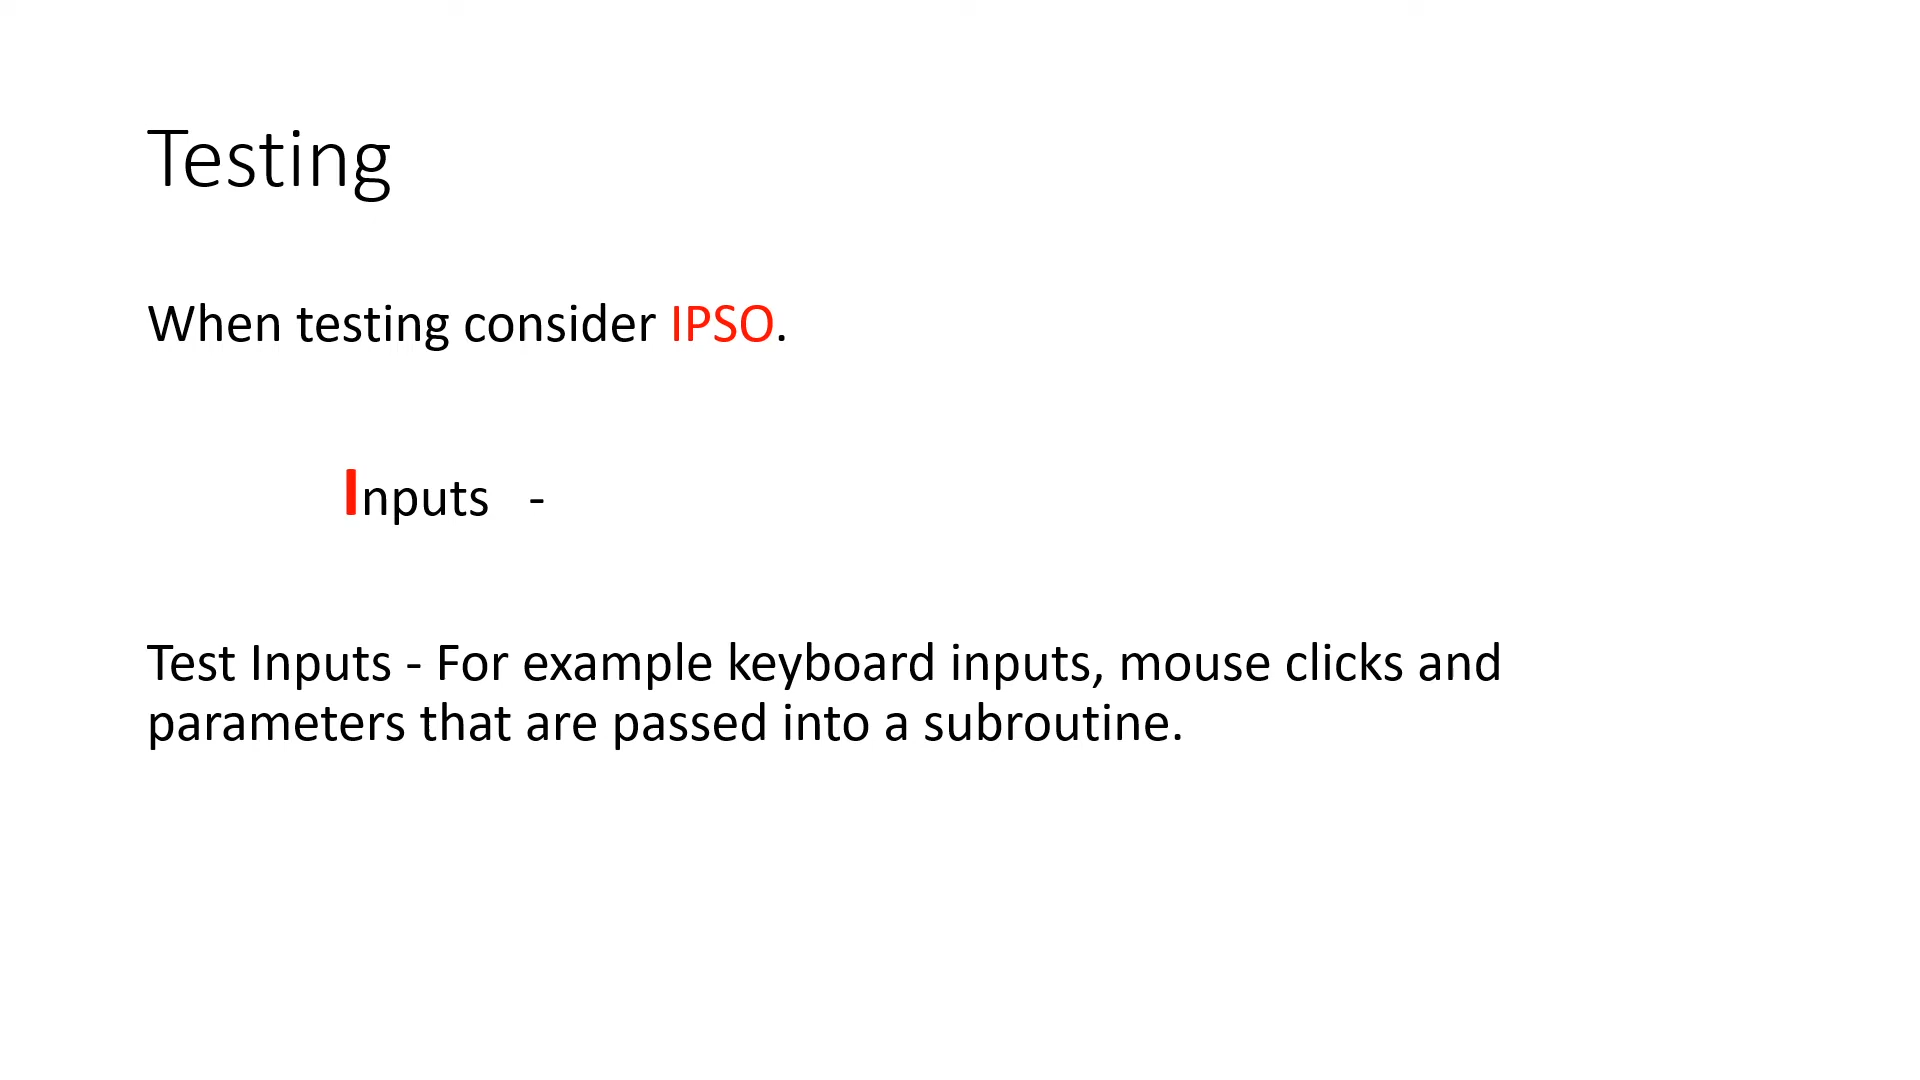 Testing
When testing consider IPSO.
Inputs -
Test Inputs - For example keyboard inputs, mouse clicks and
parameters that are passed into a subroutine.